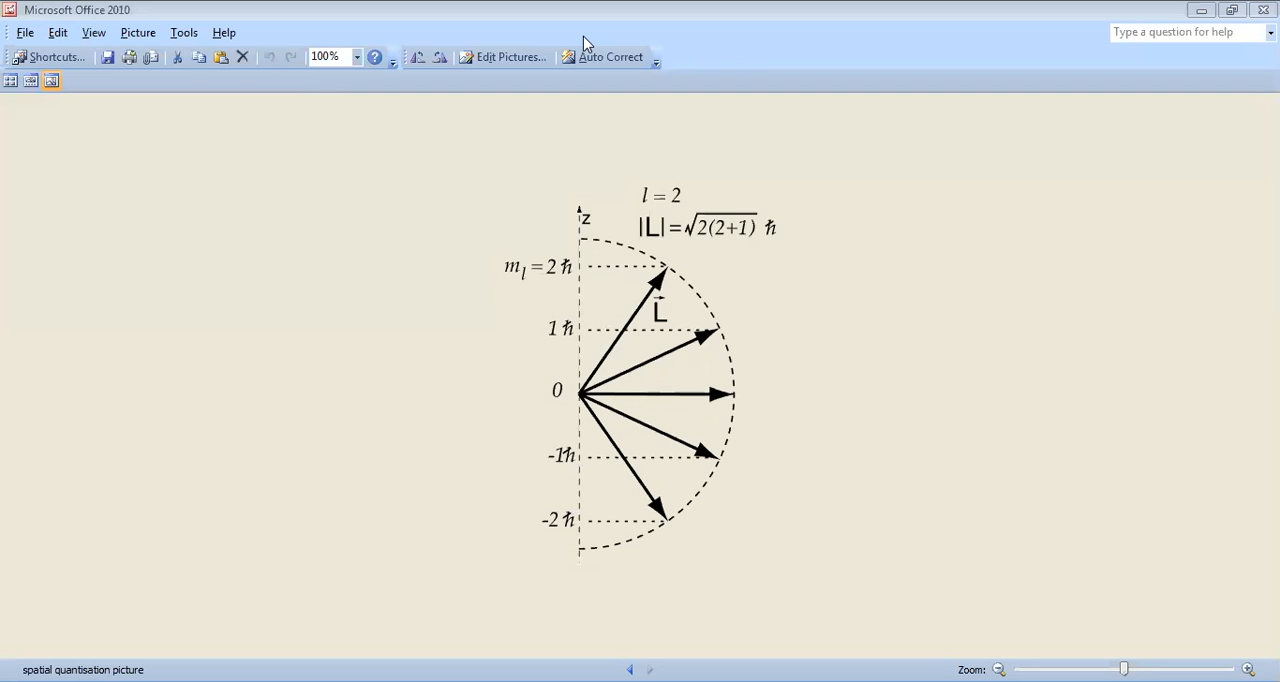 Microsoft Office 2010
File Edit View Picture Tools Help
Type a question for help
Shortcuts... 100% Edit Pictures... Auto Correct
l = 2
z
|L| = √2(2+1) ℏ
m_l = 2 ℏ
L⃗
1 ℏ
0
-1ℏ
-2 ℏ
spatial quantisation picture
Zoom: